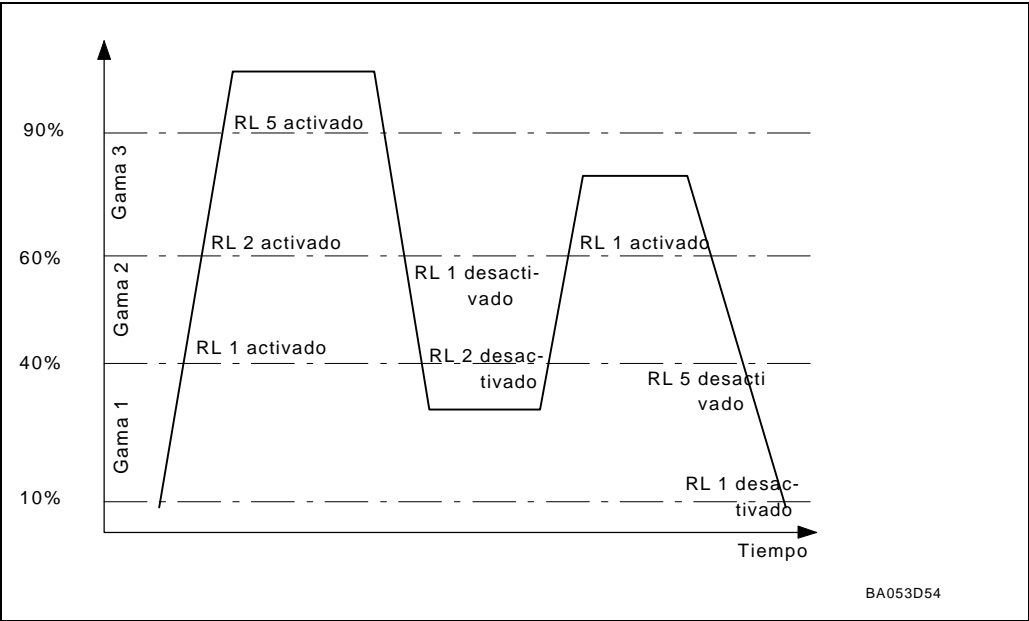 90%
RL 5 activado
Gama 3
60%
RL 2 activado
RL 1 activado
RL 1 desacti-
vado
Gama 2
40%
RL 1 activado
RL 2 desac-
tivado
RL 5 desacti
vado
Gama 1
10%
RL 1 desac-
tivado
Tiempo
BA053D54